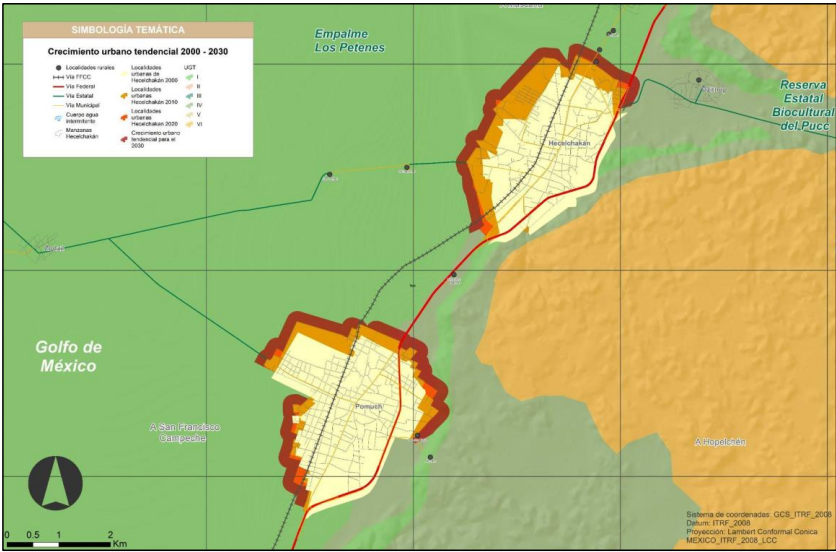 SIMBOLOGÍA TEMÁTICA
Crecimiento urbano tendencial 2000 - 2030
Localidades rurales
Vía FFCC
Vía Federal
Vía Estatal
Vía Municipal
Cuerpo agua
intermitente
Manzanas
Hecelchakán
Localidades
urbanas de
Hecelchakán 2000
Localidades
urbanas
Hecelchakan 2010
Localidades
urbanas
Hecelchakan 2020
Crecimiento urbano
tendencial para el
2030
UGT
I
II
III
IV
V
VI
Empalme
Los Petenes
Reserva
Estatal
Biocultural
del Pucc
Hecelchakán
Golfo de
México
Pomuch
A San Francisco
Campeche
A Hopelchén
0 0.5 1 2
Km
Sistema de coordenadas: GCS_ITRF_2008
Datum: ITRF_2008
Proyección: Lambert Conformal Conica
MEXICO_ITRF_2008_LCC